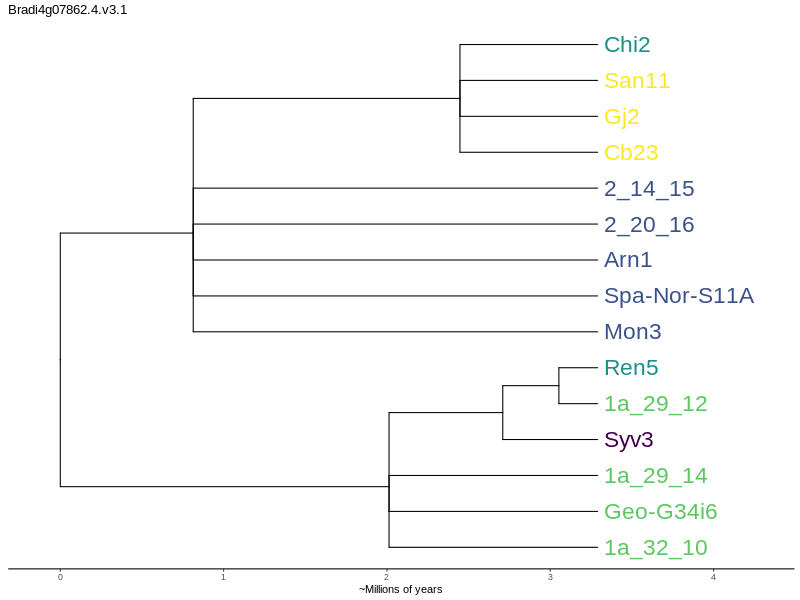 Bradi4g07862.4.v3.1
Chi2
San11
Gj2
Cb23
2_14_15
2_20_16
Arn1
Spa-Nor-S11A
Mon3
Ren5
1a_29_12
Syv3
1a_29_14
Geo-G34i6
1a_32_10
0 1 2 3 4
~Millions of years